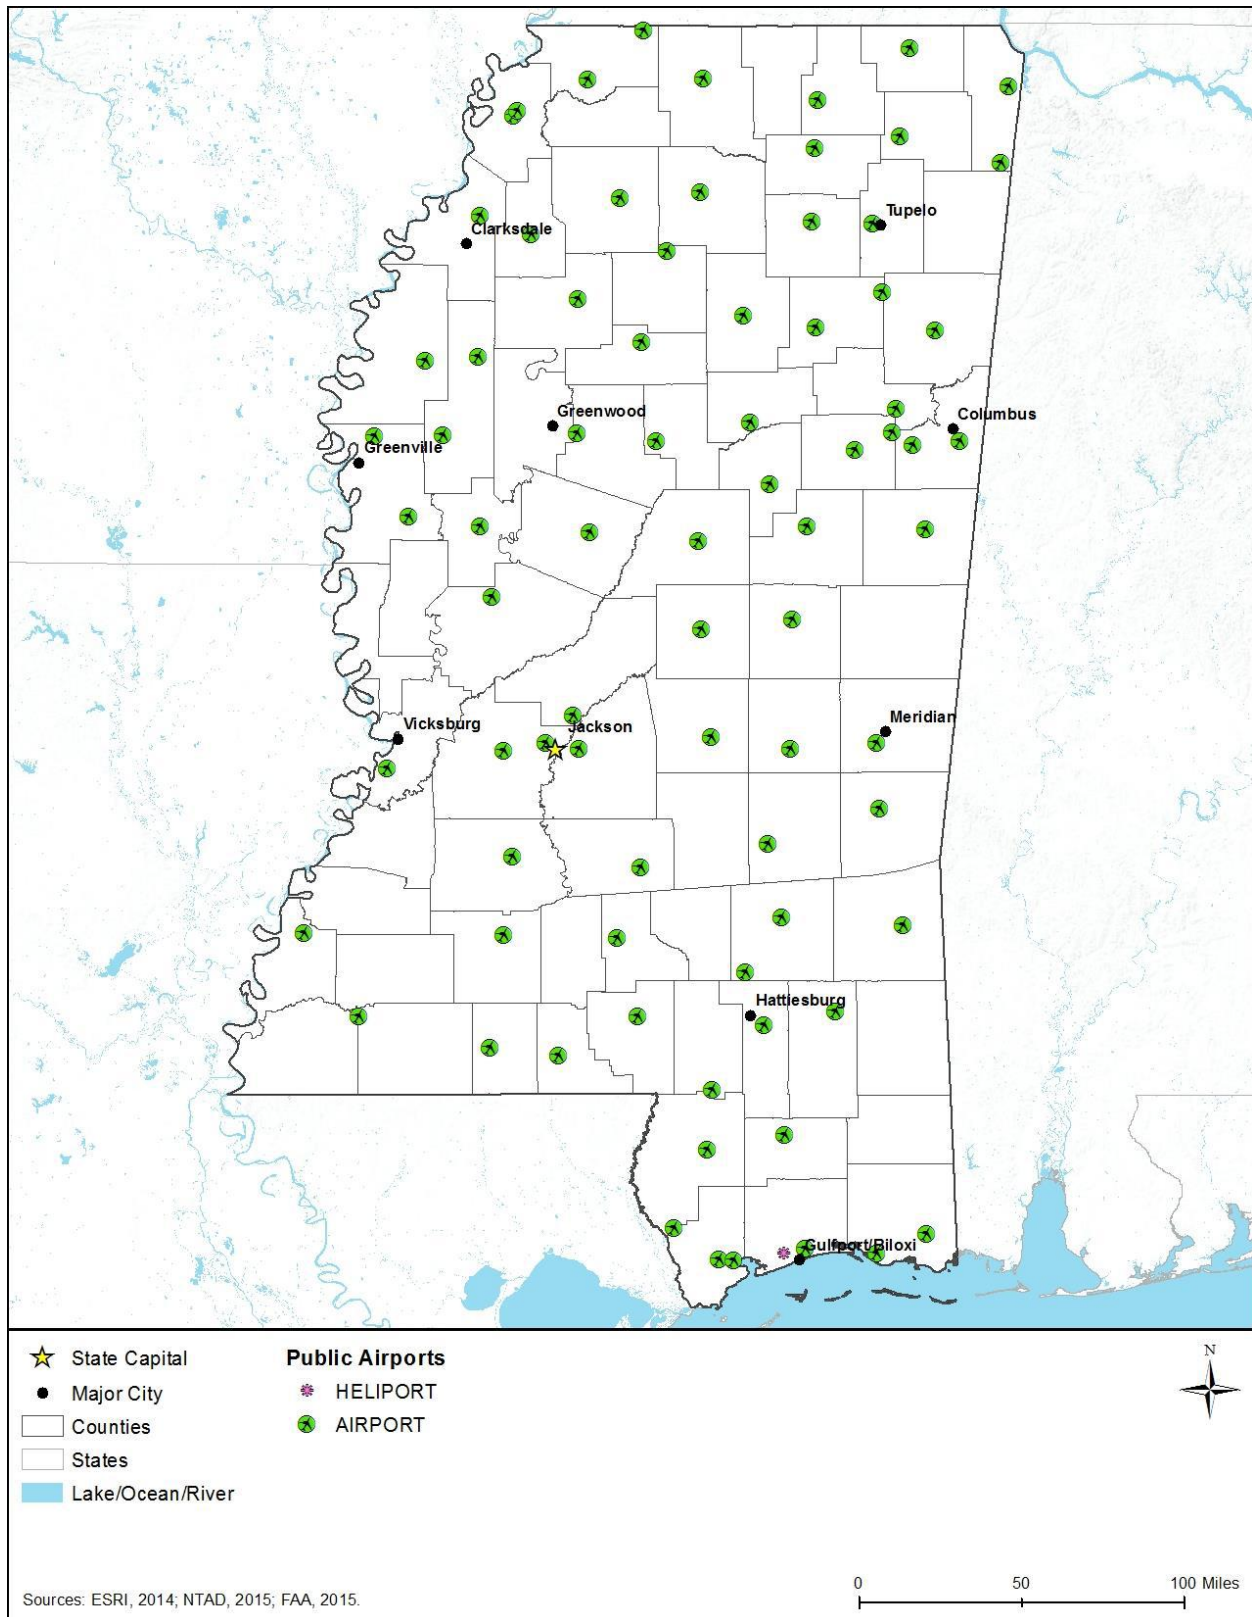 Tupelo
Clarksdale
Greenwood
Columbus
Greenville
Vicksburg
Jackson
Meridian
Hattiesburg
Gulfport/Biloxi
State Capital
Major City
Counties
States
Lake/Ocean/River
Public Airports
HELIPORT
AIRPORT
N
0 50 100 Miles
Sources: ESRI, 2014; NTAD, 2015; FAA, 2015.